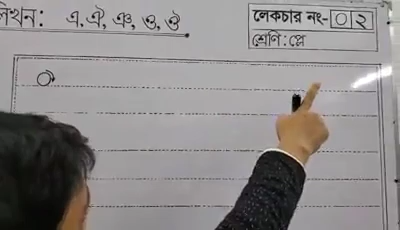 লিখন: এ, ঐ, ঞ, ও, ঔ
লেকচার নং- ০২
শ্রেণি: প্লে